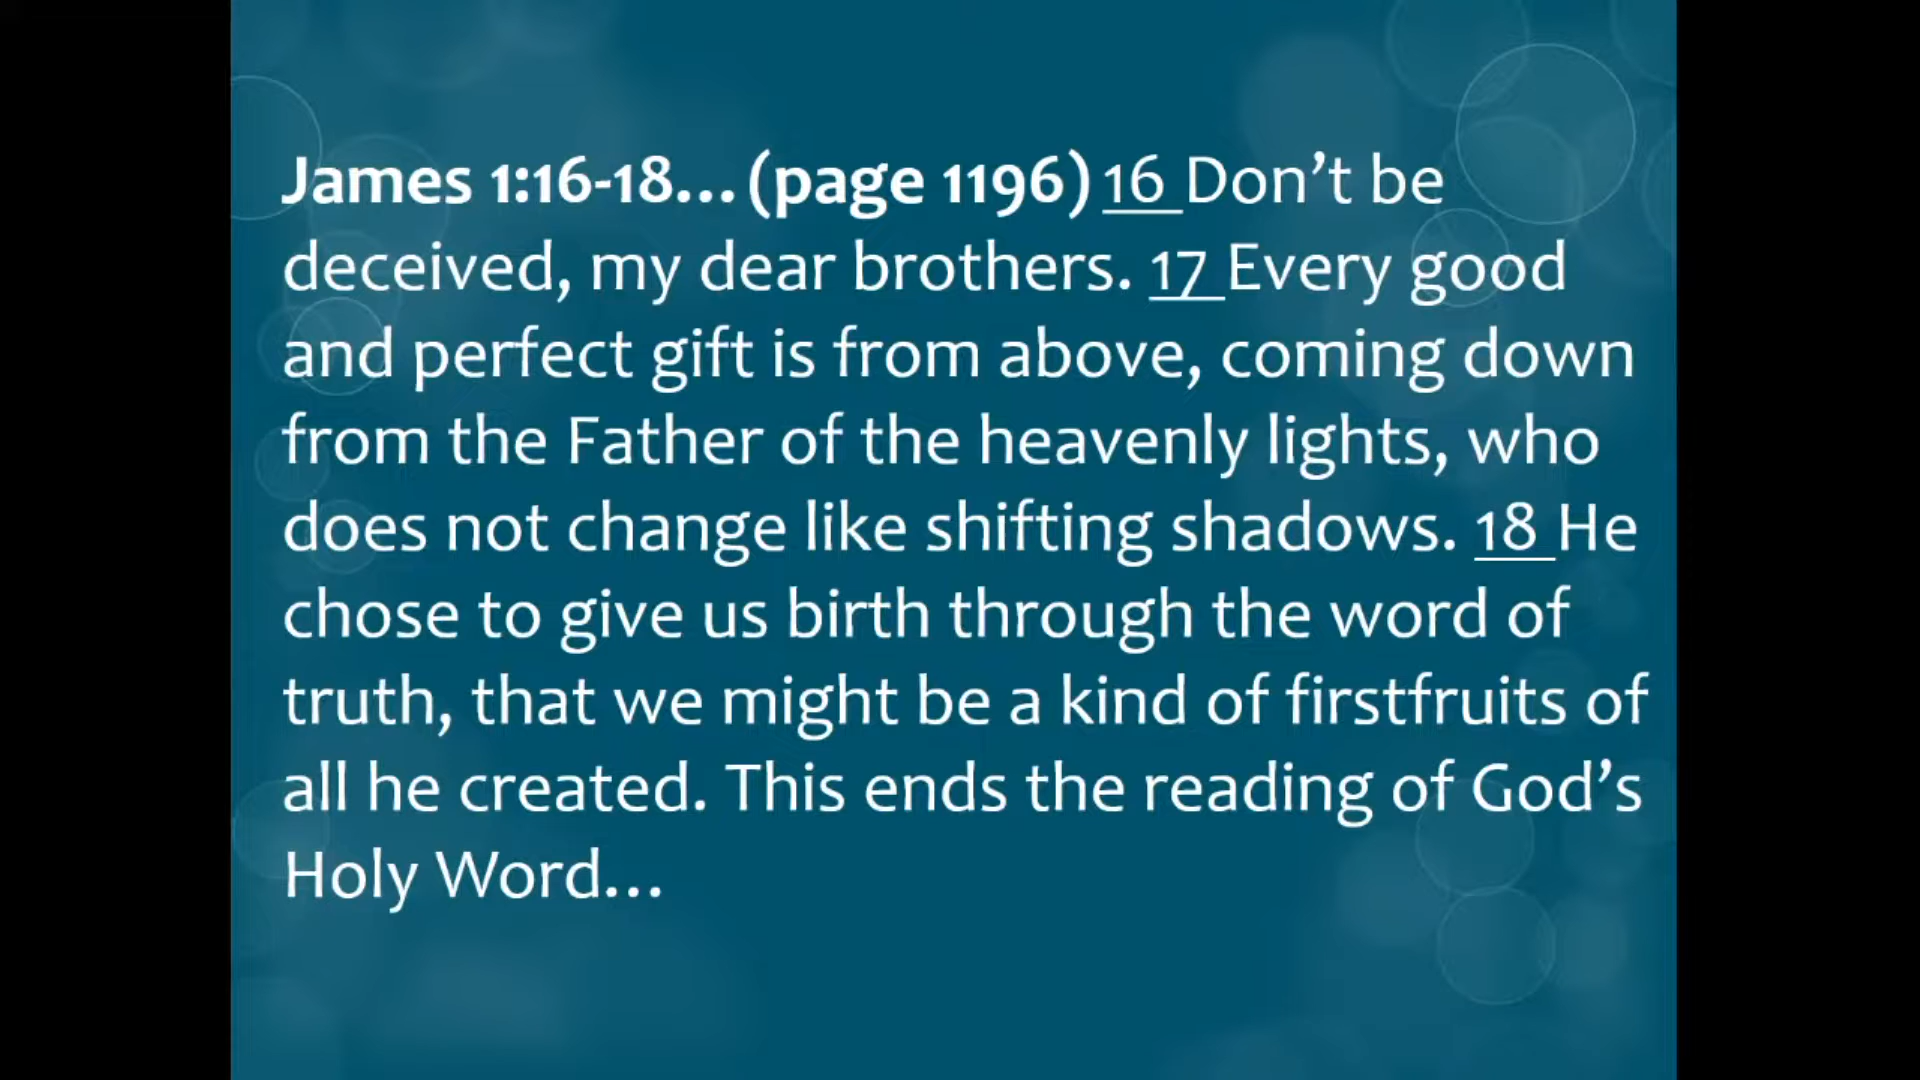 James 1:16-18… (page 1196) 16 Don’t be
deceived, my dear brothers. 17 Every good
and perfect gift is from above, coming down
from the Father of the heavenly lights, who
does not change like shifting shadows. 18 He
chose to give us birth through the word of
truth, that we might be a kind of firstfruits of
all he created. This ends the reading of God’s
Holy Word…